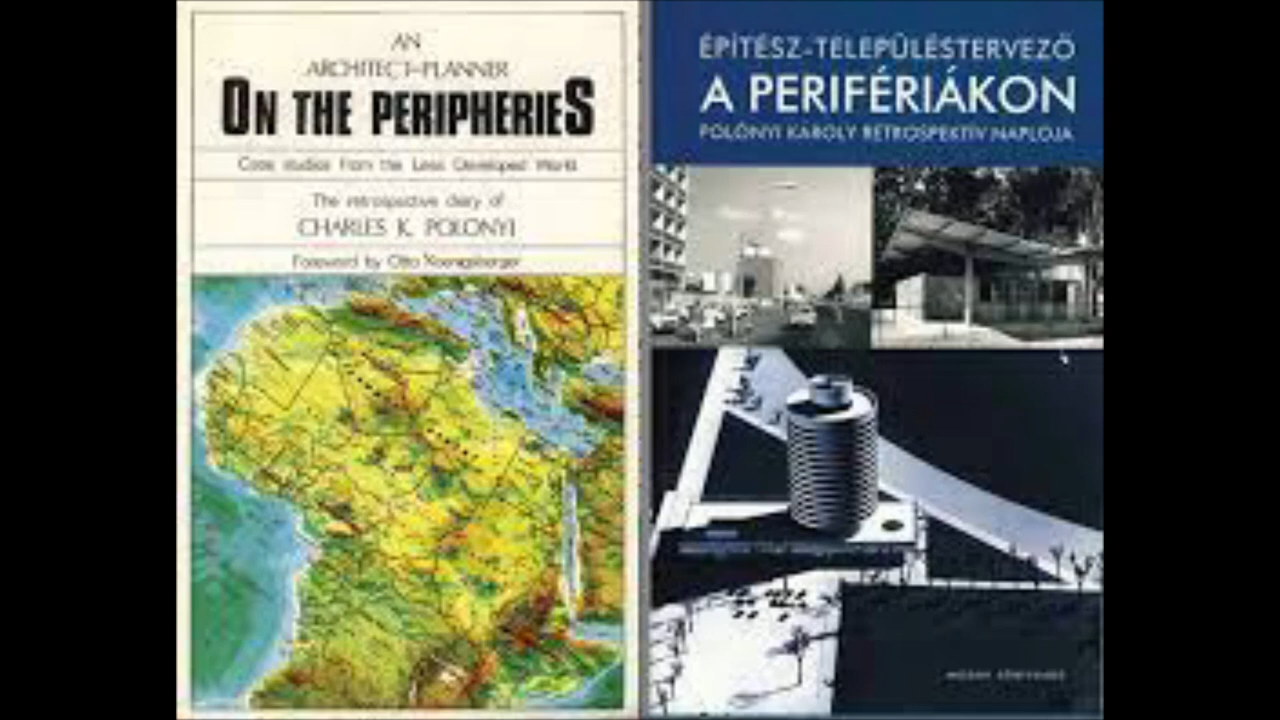 AN
ARCHITECT-PLANNER
ON THE PERIPHERIES
Case studies from the Less Developed World
The retrospective diary of
CHARLES K. POLONYI
Foreword by Otto Koenigsberger
ÉPÍTÉSZ-TELEPÜLÉSTERVEZŐ
A PERIFÉRIÁKON
POLÓNYI KÁROLY RETROSPEKTÍV NAPLÓJA